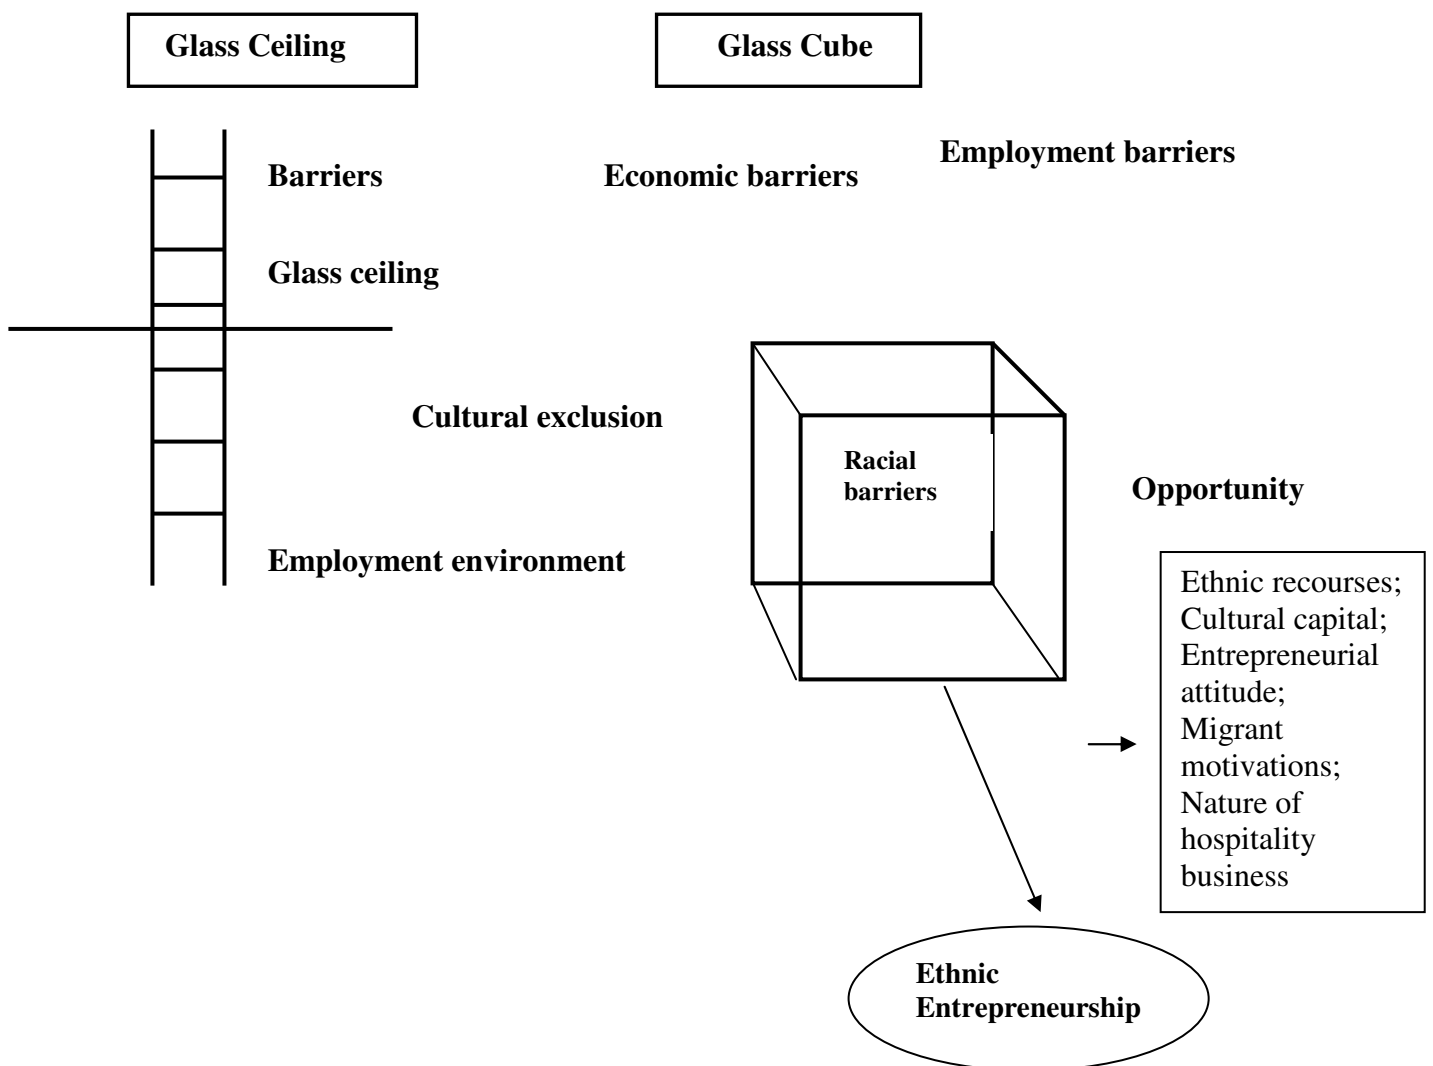 Glass Ceiling
Glass Cube
Employment barriers
Barriers
Economic barriers
Glass ceiling
Cultural exclusion
Racial
barriers
Opportunity
Employment environment
Ethnic recourses;
Cultural capital;
Entrepreneurial
attitude;
Migrant
motivations;
Nature of
hospitality
business
Ethnic
Entrepreneurship